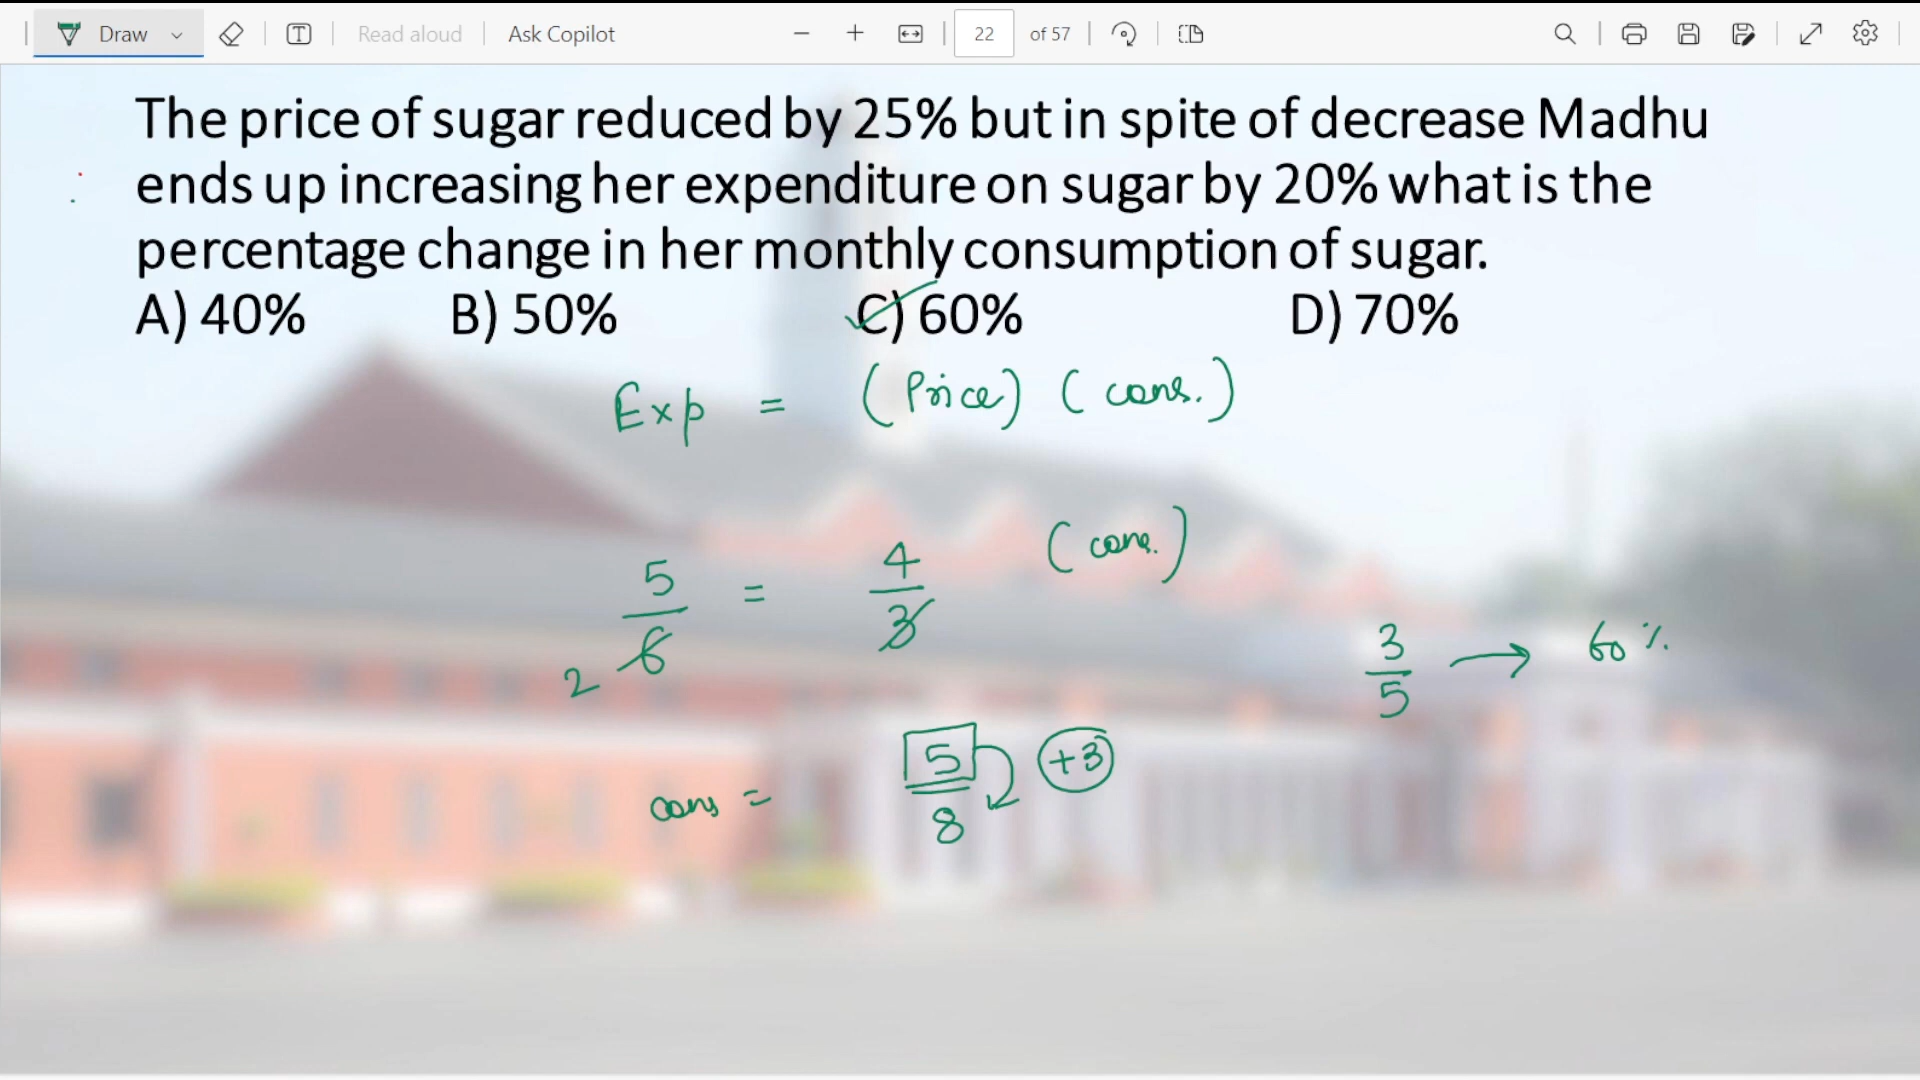 Draw Read aloud Ask Copilot 22 of 57
The price of sugar reduced by 25% but in spite of decrease Madhu
ends up increasing her expenditure on sugar by 20% what is the
percentage change in her monthly consumption of sugar.
A) 40% B) 50% C) 60% D) 70%
Exp = (Price) (cons.)
5/6 = 4/3 (cons.)
2
3/5 → 60%
cons = 5/8 +3